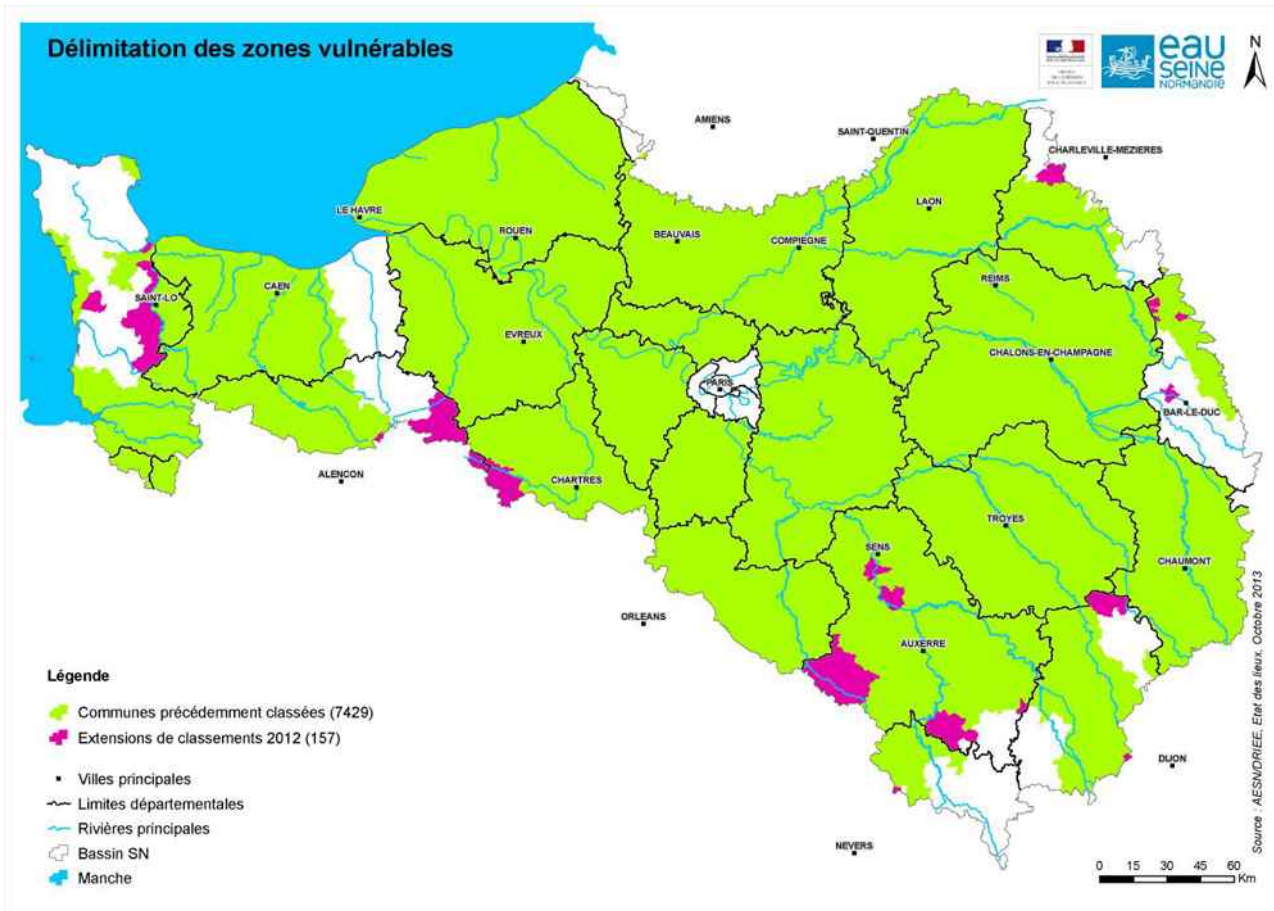 Délimitation des zones vulnérables
eau
SEINE
NORMANDIE
N
AMIENS
SAINT-QUENTIN
CHARLEVILLE-MEZIERES
LAON
LE HAVRE
ROUEN
BEAUVAIS
COMPIEGNE
REIMS
CAEN
SAINT-LO
EVREUX
CHALONS-EN-CHAMPAGNE
PARIS
BAR-LE-DUC
ALENCON
CHARTRES
TROYES
SENS
CHAUMONT
ORLEANS
AUXERRE
DIJON
NEVERS
Légende
Communes précédemment classées (7429)
Extensions de classements 2012 (157)
Villes principales
Limites départementales
Rivières principales
Bassin SN
Manche
0 15 30 45 60
Km
Source : AESN/DRIEE, Etat des lieux, Octobre 2013